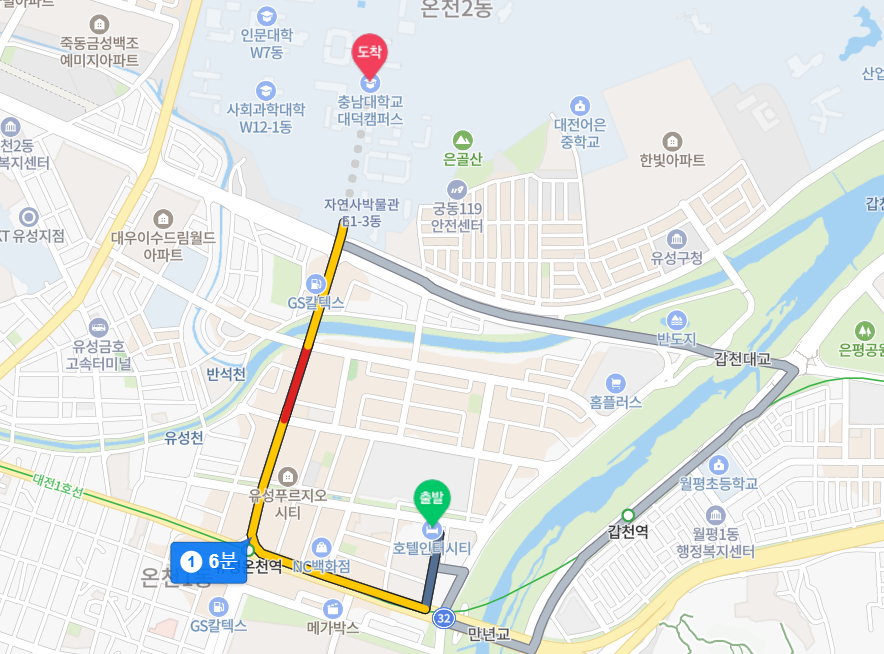 온천2동
인문대학
W7동
죽동금성백조
예미지아파트
도착
충남대학교
대덕캠퍼스
사회과학대학
W12-1동
대전어은
중학교
은골산
한빛아파트
천2동
복지센터
자연사박물관
E1-3동
궁동119
안전센터
KT 유성지점
대우이수드림월드
아파트
유성구청
GS칼텍스
유성금호
고속터미널
반석천
반도지
갑천대교
은평공원
홈플러스
유성천
대전1호선
월평초등학교
유성푸르지오
시티
출발
갑천역
월평1동
행정복지센터
호텔인터시티
1 6분
온천역
NC백화점
온천1동
GS칼텍스
메가박스
32
만년교